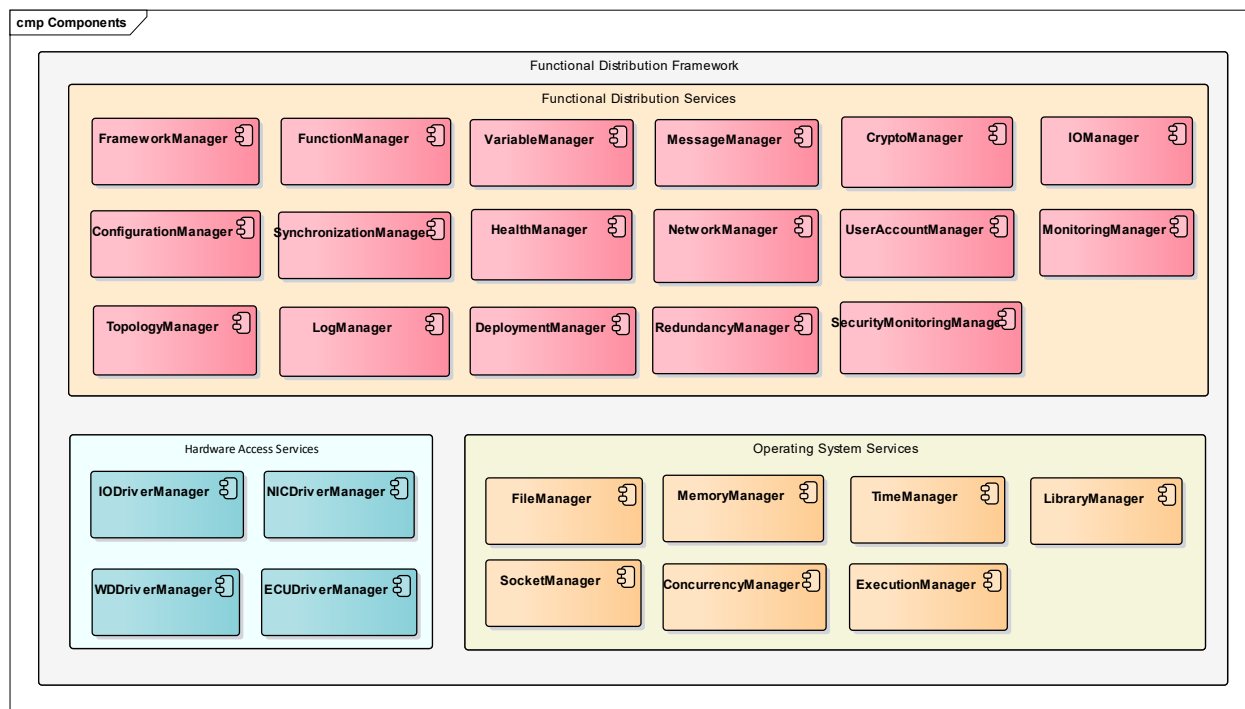 cmp Components
Functional Distribution Framework
Functional Distribution Services
FrameworkManager
FunctionManager
VariableManager
MessageManager
CryptoManager
IOManager
ConfigurationManager
SynchronizationManager
HealthManager
NetworkManager
UserAccountManager
MonitoringManager
TopologyManager
LogManager
DeploymentManager
RedundancyManager
SecurityMonitoringManager
Hardware Access Services
IODriverManager
NICDriverManager
WDDriverManager
ECUDriverManager
Operating System Services
FileManager
MemoryManager
TimeManager
LibraryManager
SocketManager
ConcurrencyManager
ExecutionManager